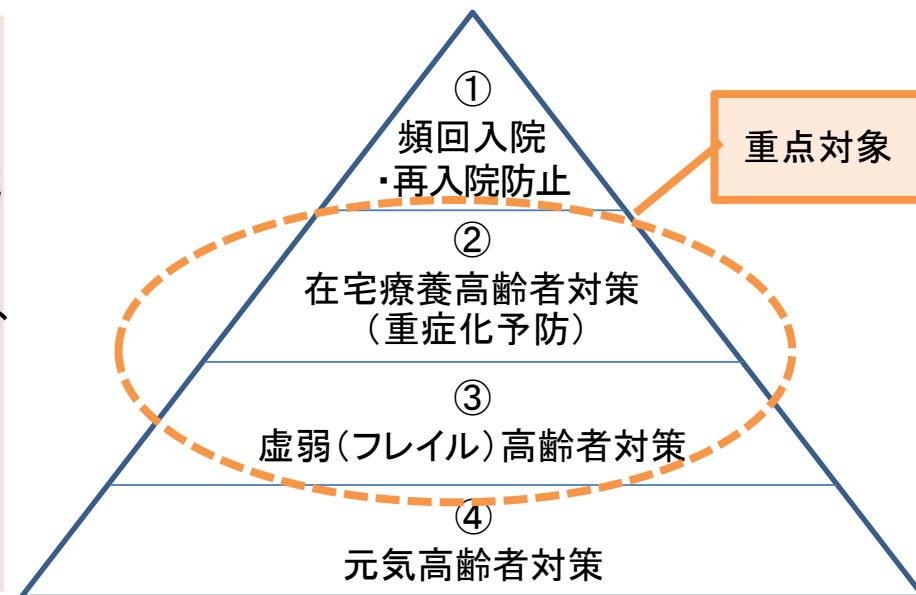 ①
頻回入院
・再入院防止
重点対象
②
在宅療養高齢者対策
（重症化予防）
③
虚弱（フレイル）高齢者対策
④
元気高齢者対策
、